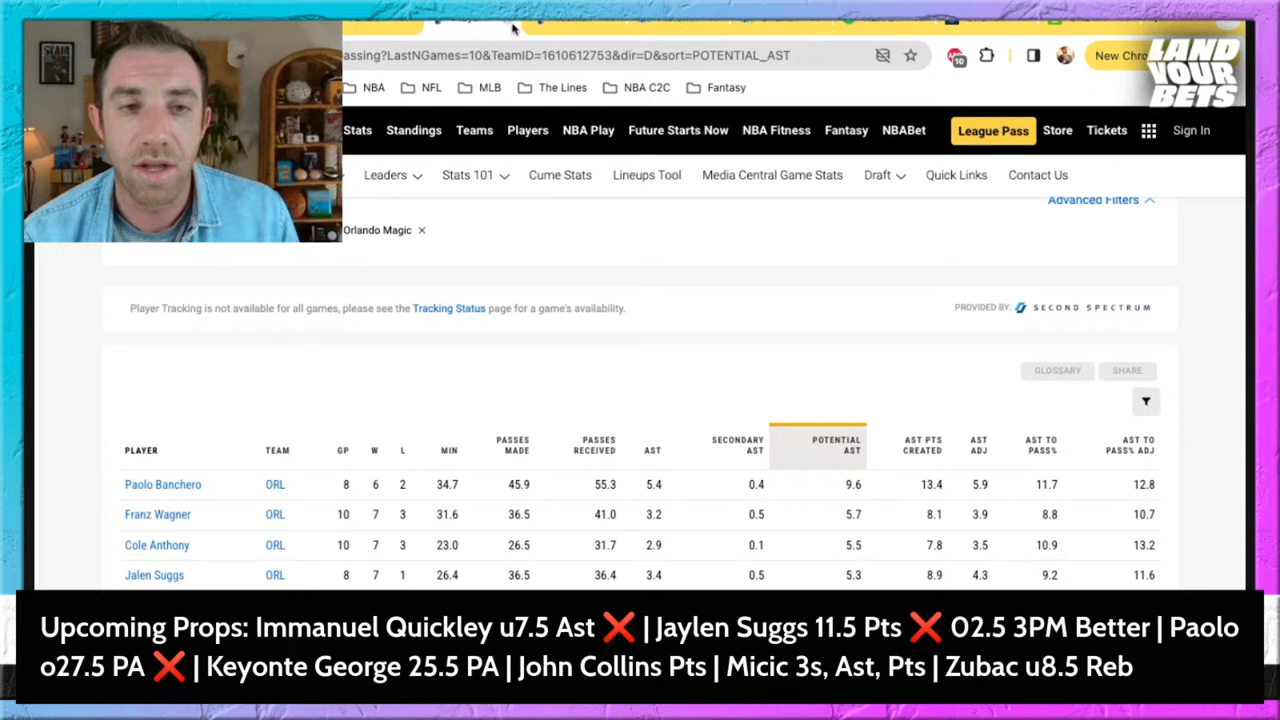 assing?LastNGames=10&TeamID=1610612753&dir=D&sort=POTENTIAL_AST
10
New Chro
LAND YOUR BETS
NBA NFL MLB The Lines NBA C2C Fantasy
Stats Standings Teams Players NBA Play Future Starts Now NBA Fitness Fantasy NBABet League Pass Store Tickets Sign In
Leaders Stats 101 Cume Stats Lineups Tool Media Central Game Stats Draft Quick Links Contact Us
Advanced Filters
Orlando Magic ×
Player Tracking is not available for all games, please see the Tracking Status page for a game's availability.
PROVIDED BY: SECOND SPECTRUM
GLOSSARY SHARE
PLAYER TEAM GP W L MIN PASSES MADE PASSES RECEIVED AST SECONDARY AST POTENTIAL AST AST PTS CREATED AST ADJ AST TO PASS% AST TO PASS% ADJ
Paolo Banchero ORL 8 6 2 34.7 45.9 55.3 5.4 0.4 9.6 13.4 5.9 11.7 12.8
Franz Wagner ORL 10 7 3 31.6 36.5 41.0 3.2 0.5 5.7 8.1 3.9 8.8 10.7
Cole Anthony ORL 10 7 3 23.0 26.5 31.7 2.9 0.1 5.5 7.8 3.5 10.9 13.2
Jalen Suggs ORL 8 7 1 26.4 36.5 36.4 3.4 0.5 5.3 8.9 4.3 9.2 11.6
Upcoming Props: Immanuel Quickley u7.5 Ast ❌ | Jaylen Suggs 11.5 Pts ❌ O2.5 3PM Better | Paolo
o27.5 PA ❌ | Keyonte George 25.5 PA | John Collins Pts | Micic 3s, Ast, Pts | Zubac u8.5 Reb